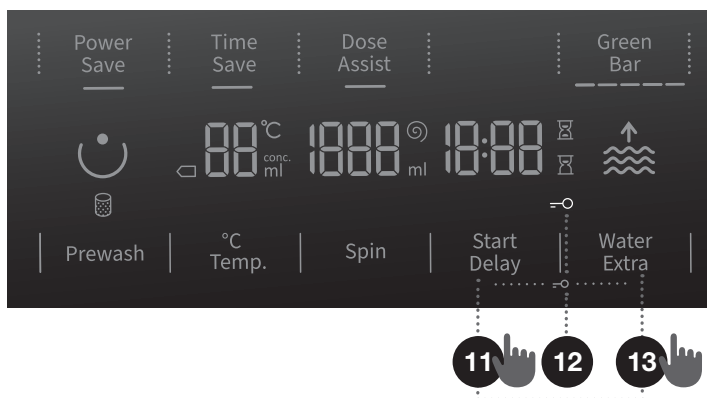 Power
Save
Time
Save
Dose
Assist
Green
Bar
88
°C
conc.
ml
1888
ml
18:88
Prewash
°C
Temp.
Spin
Start
Delay
Water
Extra
11
12
13